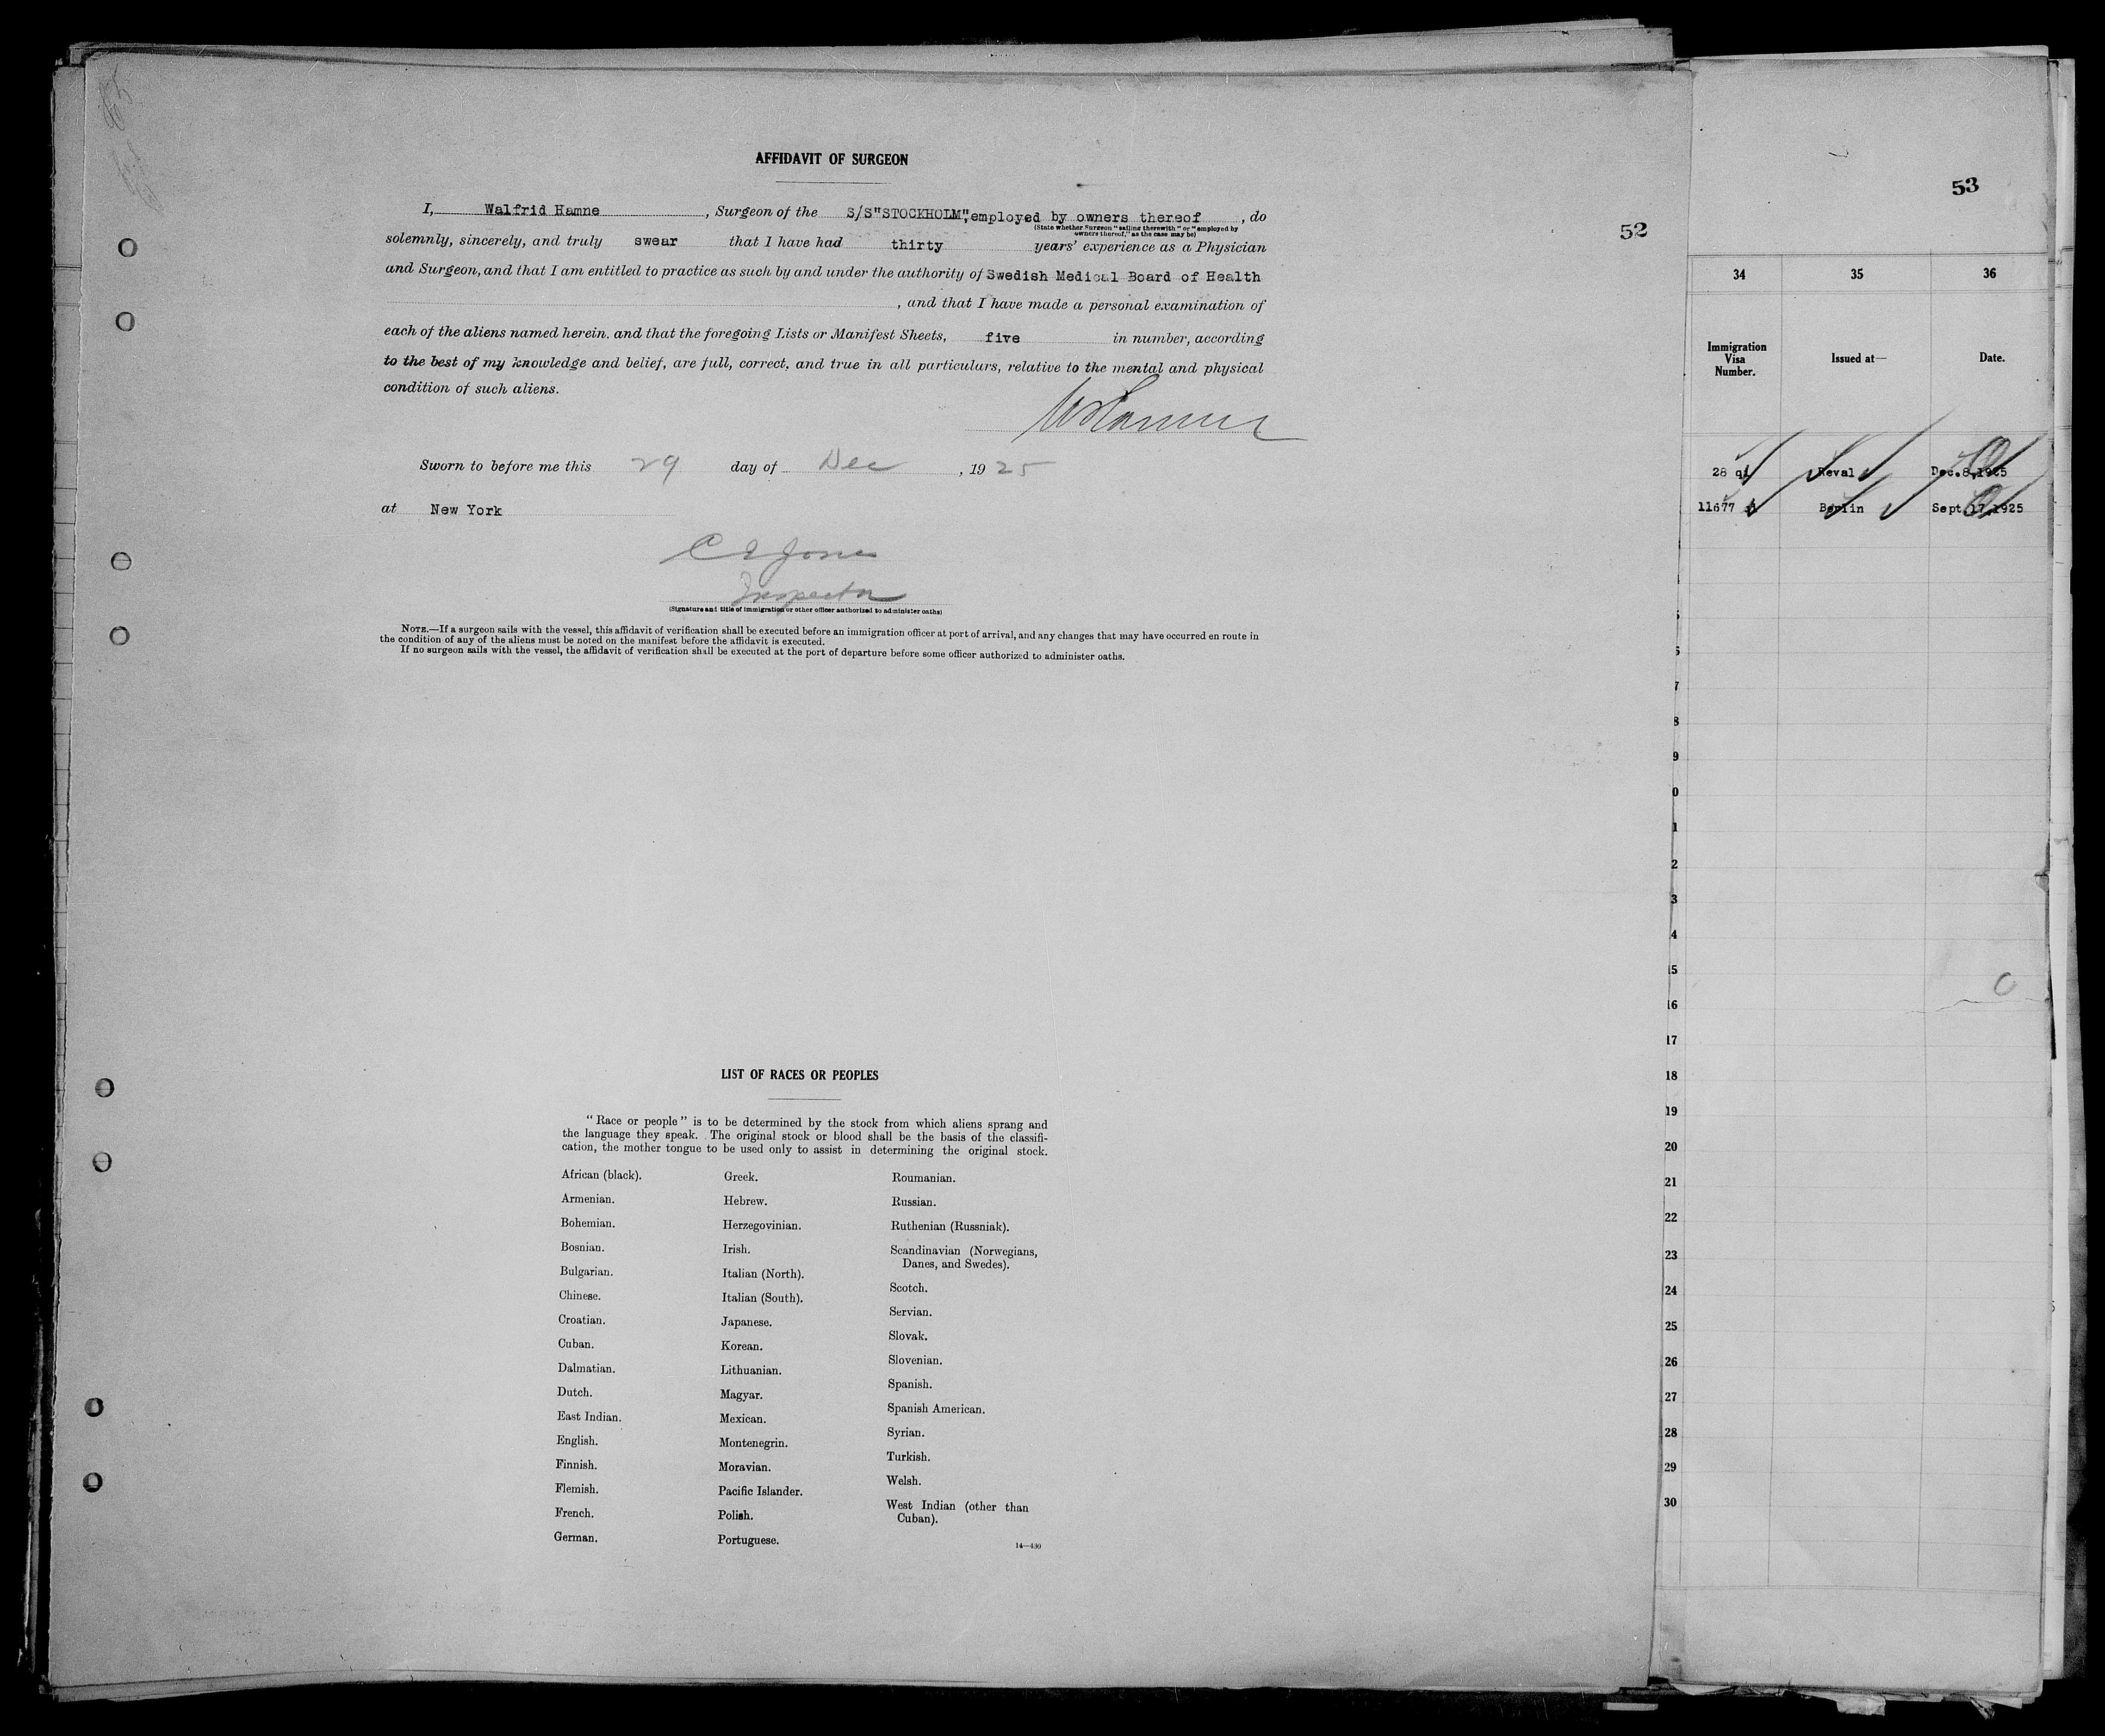 AFFIDAVIT OF SURGEON
I, Walfrid Hamne, Surgeon of the S/S"STOCKHOLM", employed by owners thereof, do
(State whether Surgeon "sailing therewith" or "employed by
owners thereof," as the case may be)
solemnly, sincerely, and truly swear that I have had thirty years' experience as a Physician
and Surgeon, and that I am entitled to practice as such by and under the authority of Swedish Medical Board of Health
, and that I have made a personal examination of
each of the aliens named herein. and that the foregoing Lists or Manifest Sheets, five in number, according
to the best of my knowledge and belief, are full, correct, and true in all particulars, relative to the mental and physical
condition of such aliens.
Sworn to before me this 29 day of Dec, 1925
at New York
Inspector
(Signature and title of immigration or other officer authorized to administer oaths)
NOTE.—If a surgeon sails with the vessel, this affidavit of verification shall be executed before an immigration officer at port of arrival, and any changes that may have occurred en route in
the condition of any of the aliens must be noted on the manifest before the affidavit is executed.
If no surgeon sails with the vessel, the affidavit of verification shall be executed at the port of departure before some officer authorized to administer oaths.
LIST OF RACES OR PEOPLES
"Race or people" is to be determined by the stock from which aliens sprang and
the language they speak. The original stock or blood shall be the basis of the classifi-
cation, the mother tongue to be used only to assist in determining the original stock.
African (black).
Armenian.
Bohemian.
Bosnian.
Bulgarian.
Chinese.
Croatian.
Cuban.
Dalmatian.
Dutch.
East Indian.
English.
Finnish.
Flemish.
French.
German.
Greek.
Hebrew.
Herzegovinian.
Irish.
Italian (North).
Italian (South).
Japanese.
Korean.
Lithuanian.
Magyar.
Mexican.
Montenegrin.
Moravian.
Pacific Islander.
Polish.
Portuguese.
Roumanian.
Russian.
Ruthenian (Russniak).
Scandinavian (Norwegians,
Danes, and Swedes).
Scotch.
Servian.
Slovak.
Slovenian.
Spanish.
Spanish American.
Syrian.
Turkish.
Welsh.
West Indian (other than
Cuban).
14—430
52
53
34 35 36
Immigration
Visa
Number.
Issued at—
Date.
28 Reval Dec.8,1925
11677 Berlin Sept.17,1925
5
6
7
8
9
0
1
2
3
4
15
16
17
18
19
20
21
22
23
24
25
26
27
28
29
30